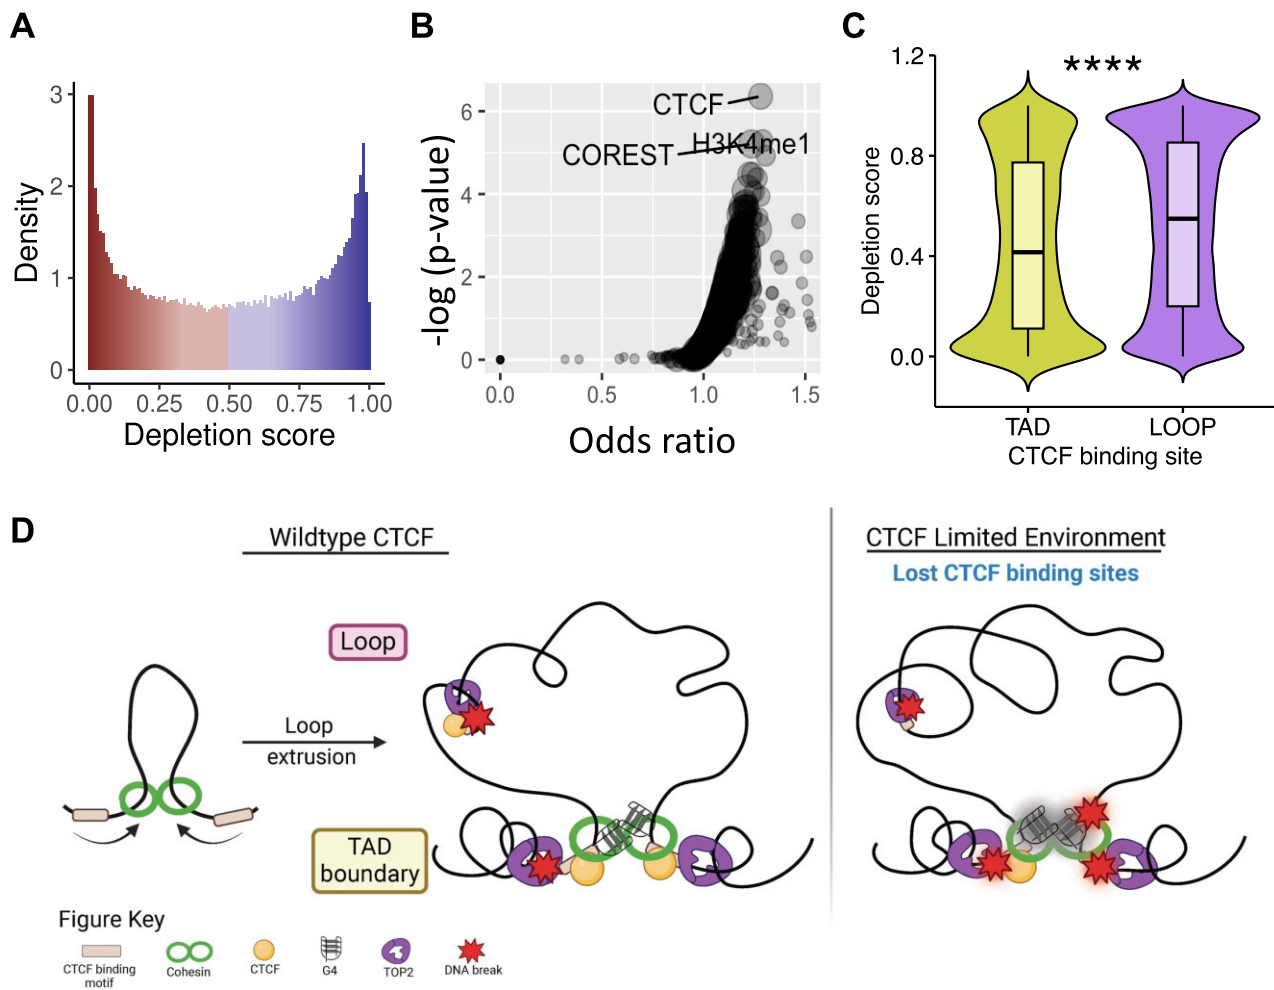 A
3
2
1
0
Density
0.00 0.25 0.50 0.75 1.00
Depletion score
B
6
4
2
0
-log (p-value)
CTCF
H3K4me1
COREST
0.0 0.5 1.0 1.5
Odds ratio
C
1.2
0.8
0.4
0.0
Depletion score
****
TAD LOOP
CTCF binding site
D
Wildtype CTCF
Loop
Loop
extrusion
TAD
boundary
CTCF Limited Environment
Lost CTCF binding sites
Figure Key
CTCF binding
motif
Cohesin
CTCF
G4
TOP2
DNA break